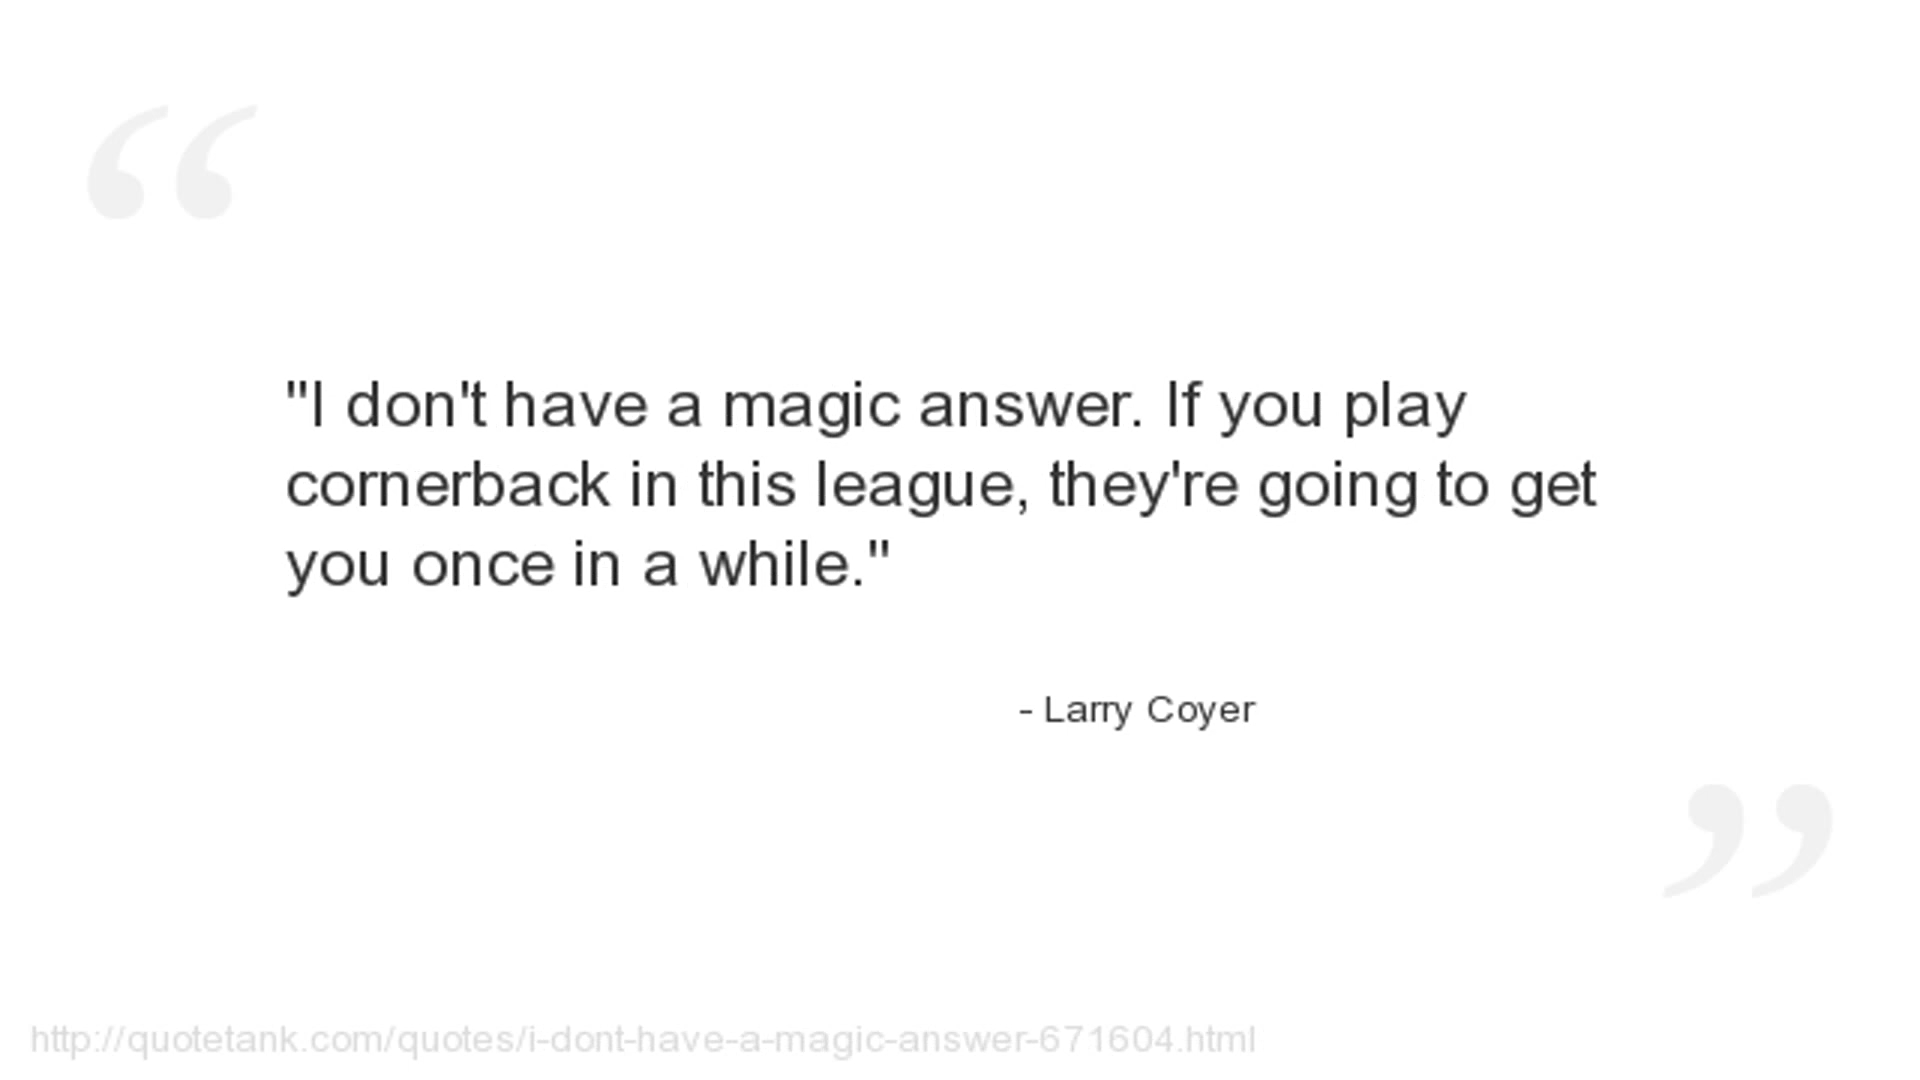 "I don't have a magic answer. If you play
cornerback in this league, they're going to get
you once in a while."
- Larry Coyer
http://quotetank.com/quotes/i-dont-have-a-magic-answer-671604.html